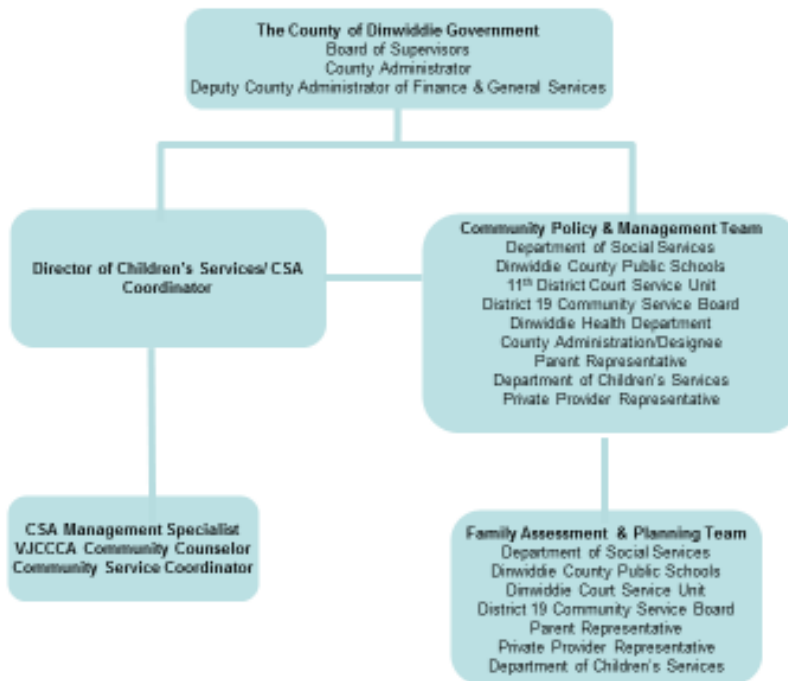 The County of Dinwiddie Government
Board of Supervisors
County Administrator
Deputy County Administrator of Finance & General Services
Director of Children's Services/ CSA
Coordinator
Community Policy & Management Team
Department of Social Services
Dinwiddie County Public Schools
11th District Court Service Unit
District 19 Community Service Board
Dinwiddie Health Department
County Administration/Designee
Parent Representative
Department of Children's Services
Private Provider Representative
CSA Management Specialist
VJCCCA Community Counselor
Community Service Coordinator
Family Assessment & Planning Team
Department of Social Services
Dinwiddie County Public Schools
Dinwiddie Court Service Unit
District 19 Community Service Board
Parent Representative
Private Provider Representative
Department of Children's Services